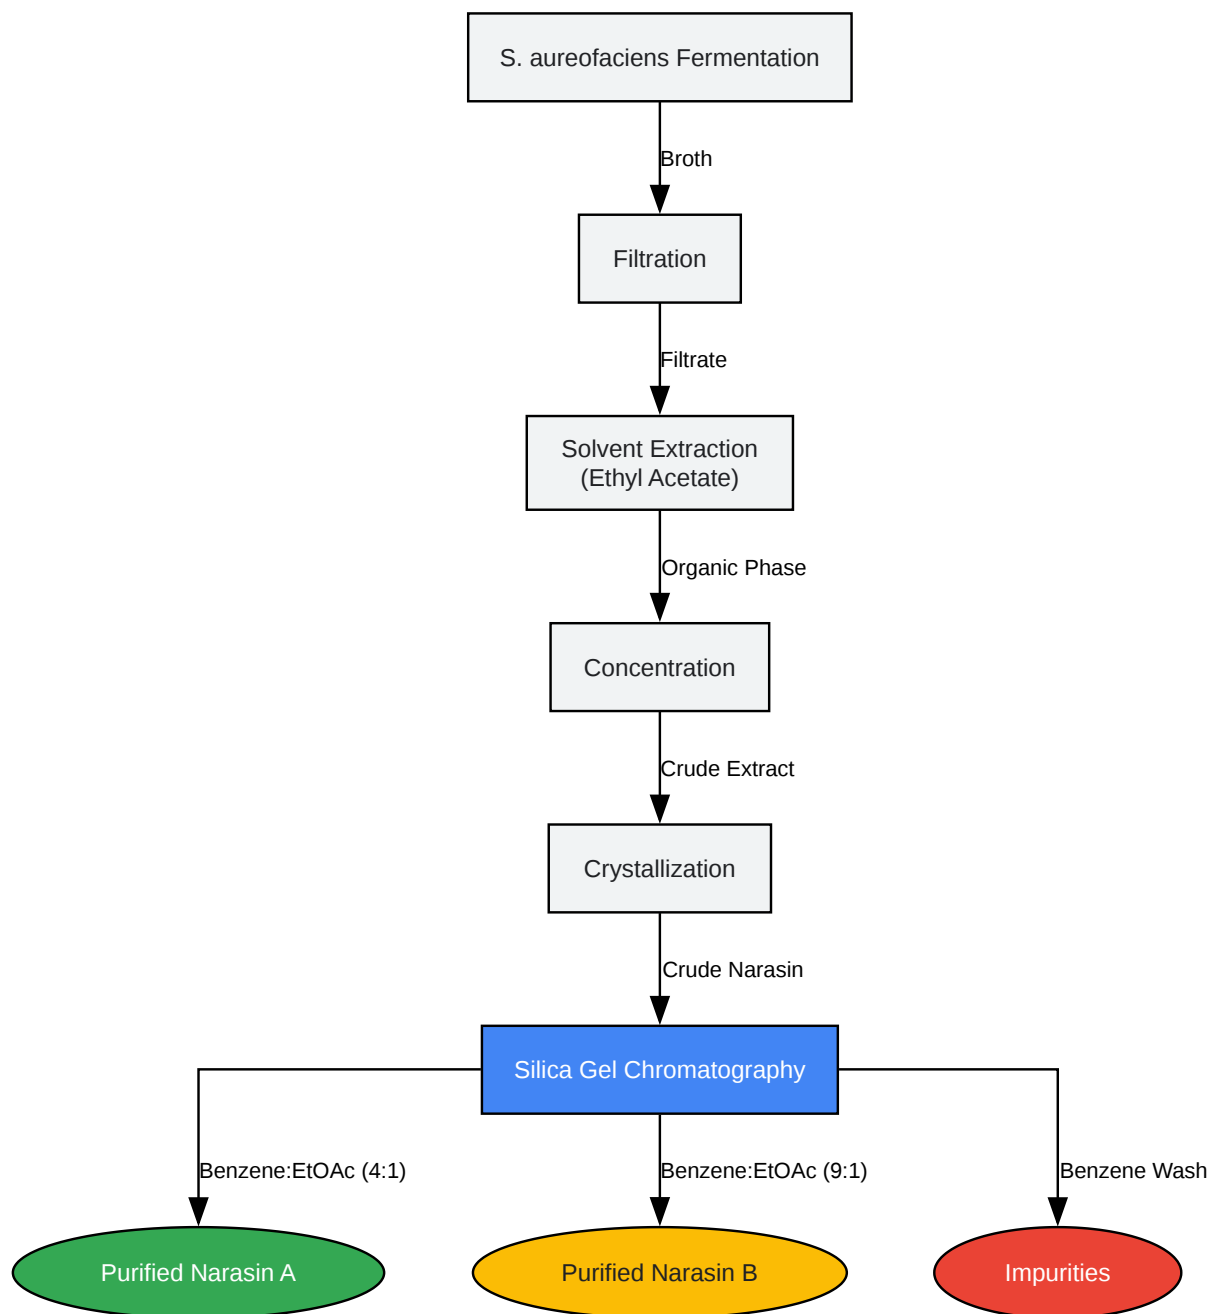 S. aureofaciens Fermentation
Broth
Filtration
Filtrate
Solvent Extraction
(Ethyl Acetate)
Organic Phase
Concentration
Crude Extract
Crystallization
Crude Narasin
Silica Gel Chromatography
Benzene:EtOAc (4:1)
Benzene:EtOAc (9:1)
Benzene Wash
Purified Narasin A
Purified Narasin B
Impurities